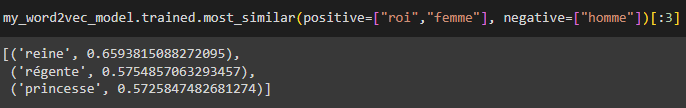 my_word2vec_model.trained.most_similar(positive=["roi","femme"], negative=["homme"])[:3]
[('reine', 0.6593815088272095),
('régente', 0.5754857063293457),
('princesse', 0.5725847482681274)]